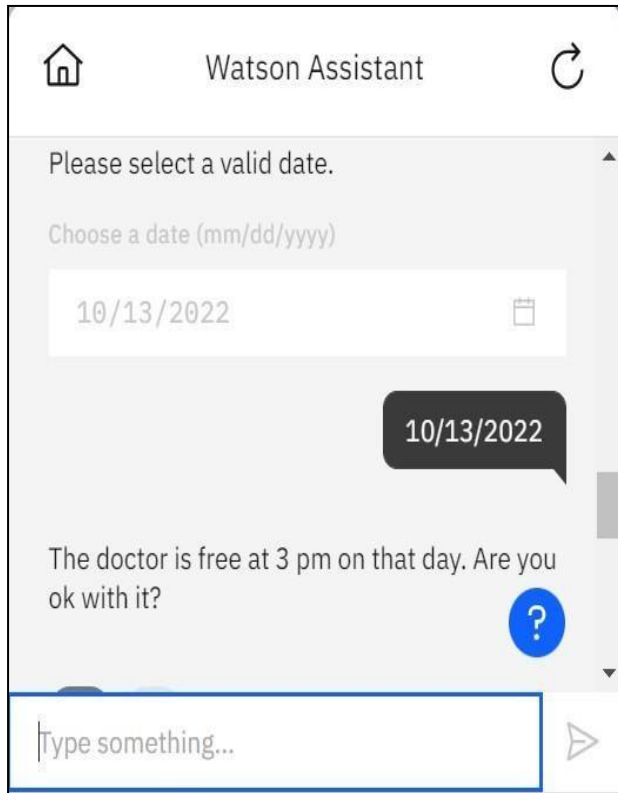 Watson Assistant
Please select a valid date.
Choose a date (mm/dd/yyyy)
10/13/2022
10/13/2022
The doctor is free at 3 pm on that day. Are you
ok with it?
?
Type something...